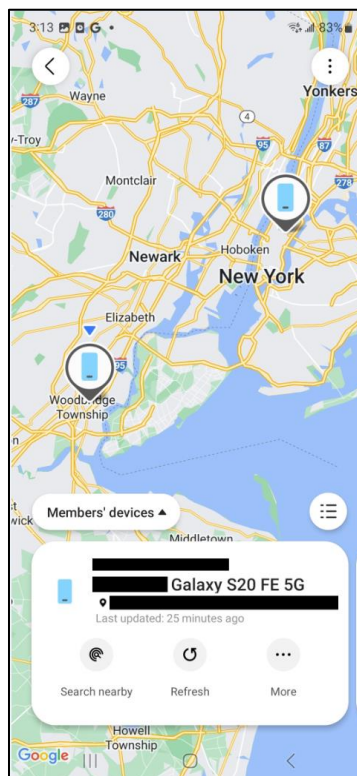 3:13 G •
83%
287
Wayne
4
Yonkers
-Troy
95
87
Montclair
278
280
Newark
Hoboken
New York
Elizabeth
95
Woodbridge
Township
n
wick
Members' devices ▲
Middletown
Galaxy S20 FE 5G
Last updated: 25 minutes ago
Search nearby
Refresh
More
Howell
Township
Google